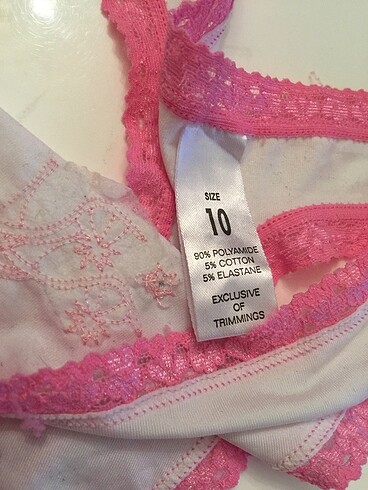 SIZE
10
90% POLYAMIDE
5% COTTON
5% ELASTANE
EXCLUSIVE
OF
TRIMMINGS